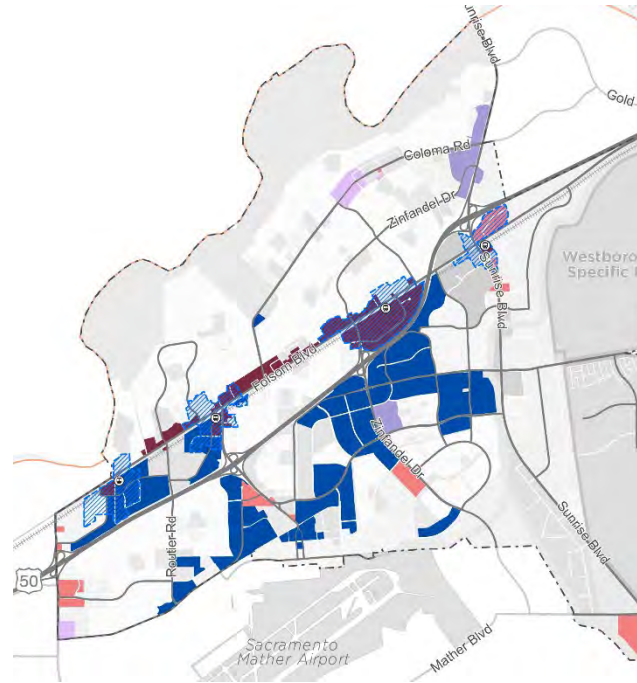 Sunrise-Blvd
Gold
Coloma Rd
Zinfandel Dr
Westboro
Specific
Sunrise-Blvd
Folsom Blvd
Zinfandel-Dr
Routier Rd
Sunrise-Blvd
50
Sacramento
Mather Airport
Mather Blvd